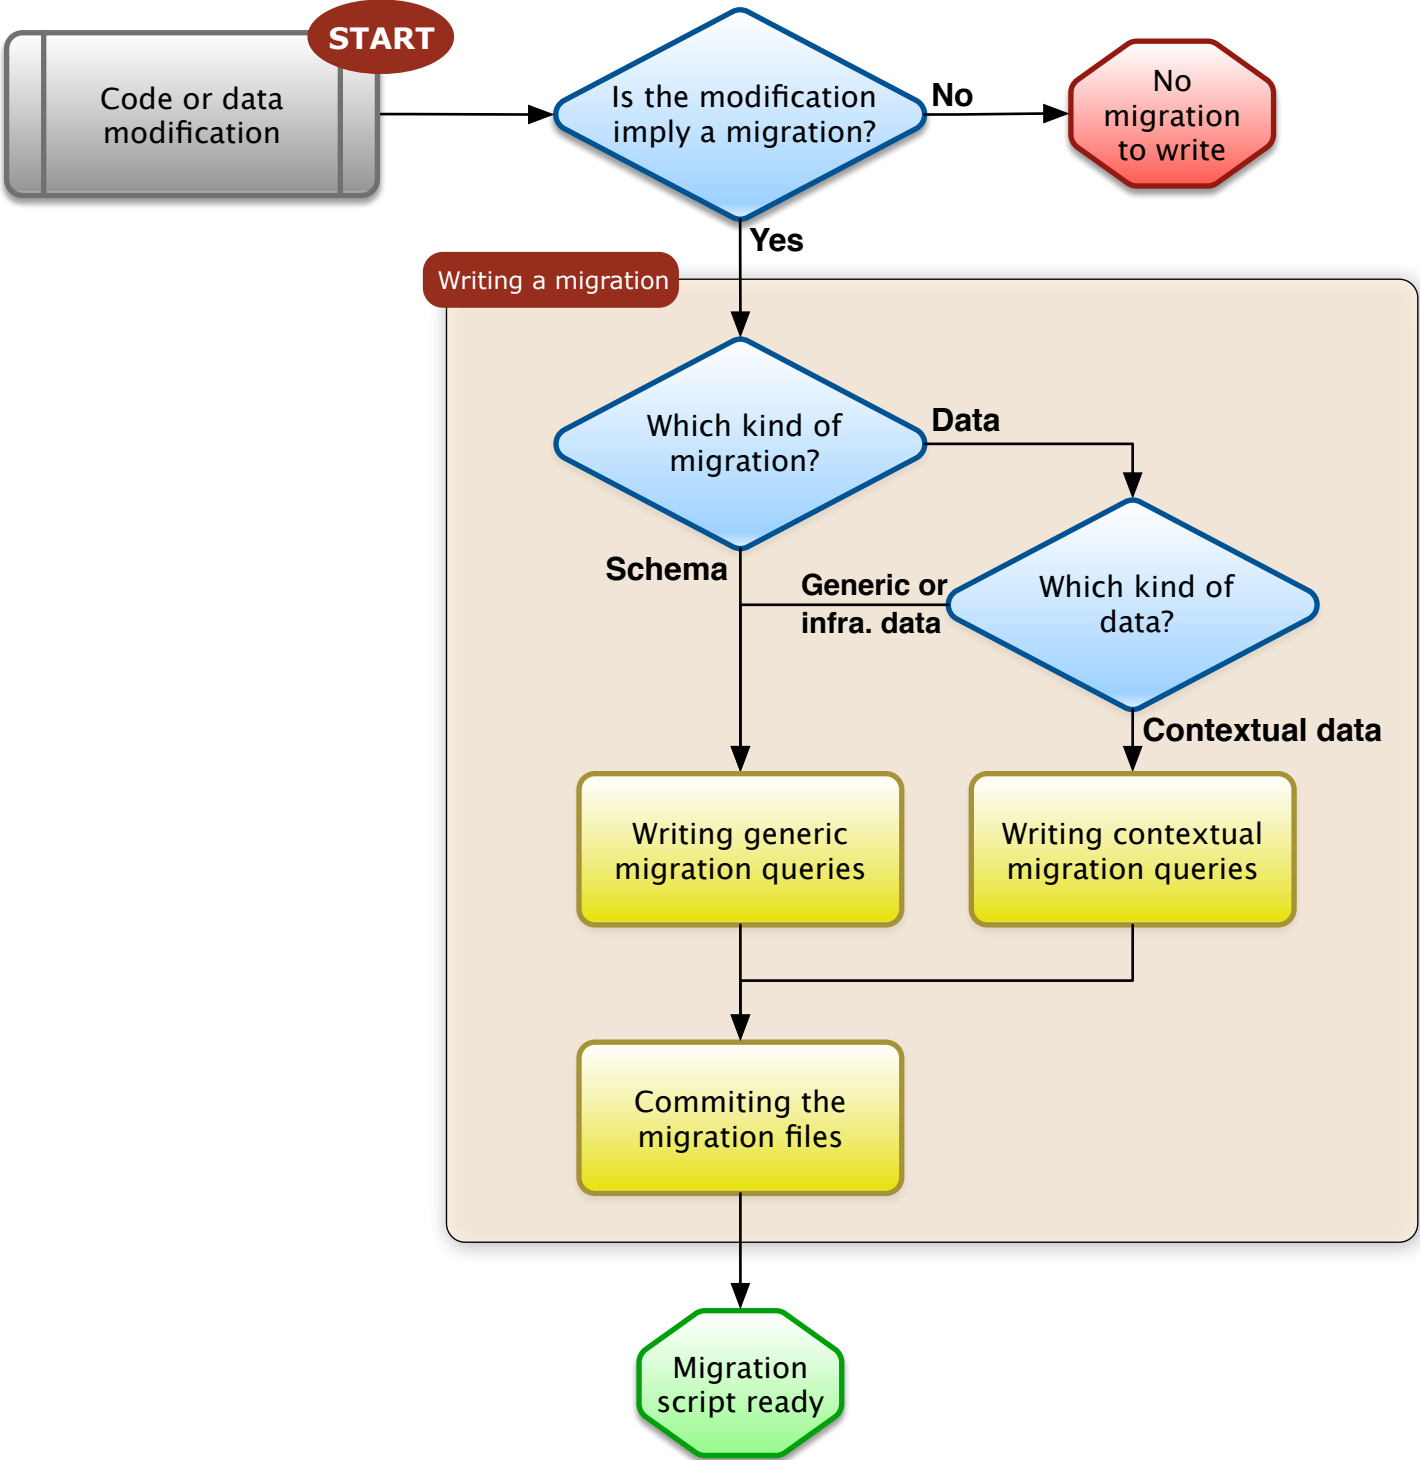 START
Code or data
modification
Is the modification
imply a migration?
No
No
migration
to write
Yes
Writing a migration
Which kind of
migration?
Data
Schema
Generic or
infra. data
Which kind of
data?
Contextual data
Writing generic
migration queries
Writing contextual
migration queries
Commiting the
migration files
Migration
script ready